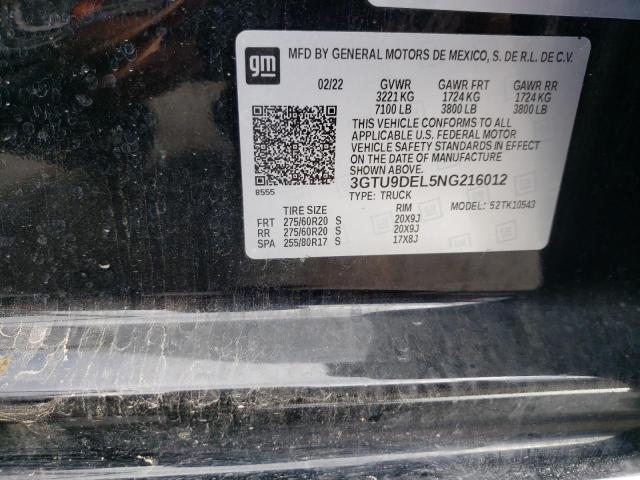 gm
MFD BY GENERAL MOTORS DE MEXICO, S. DE R.L. DE C.V.
02/22 GVWR GAWR FRT GAWR RR
3221 KG 1724 KG 1724 KG
7100 LB 3800 LB 3800 LB
THIS VEHICLE CONFORMS TO ALL
APPLICABLE U.S. FEDERAL MOTOR
VEHICLE SAFETY STANDARDS IN
EFFECT ON THE DATE OF MANUFACTURE
SHOWN ABOVE.
3GTU9DEL5NG216012
8555
TYPE: TRUCK MODEL: 52TK10543
TIRE SIZE RIM
FRT 275/60R20 S 20X9J
RR 275/60R20 S 20X9J
SPA 255/80R17 S 17X8J